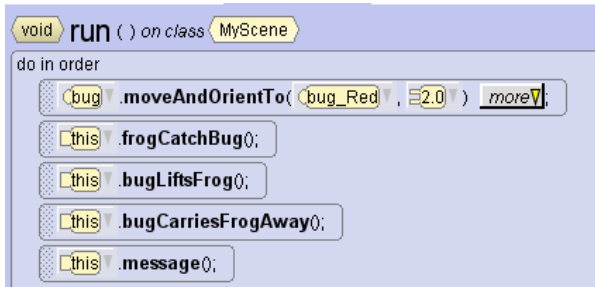 void run ( ) on class MyScene
do in order
bug .moveAndOrientTo( bug_Red , 2.0 ) more ;
this .frogCatchBug();
this .bugLiftsFrog();
this .bugCarriesFrogAway();
this .message();